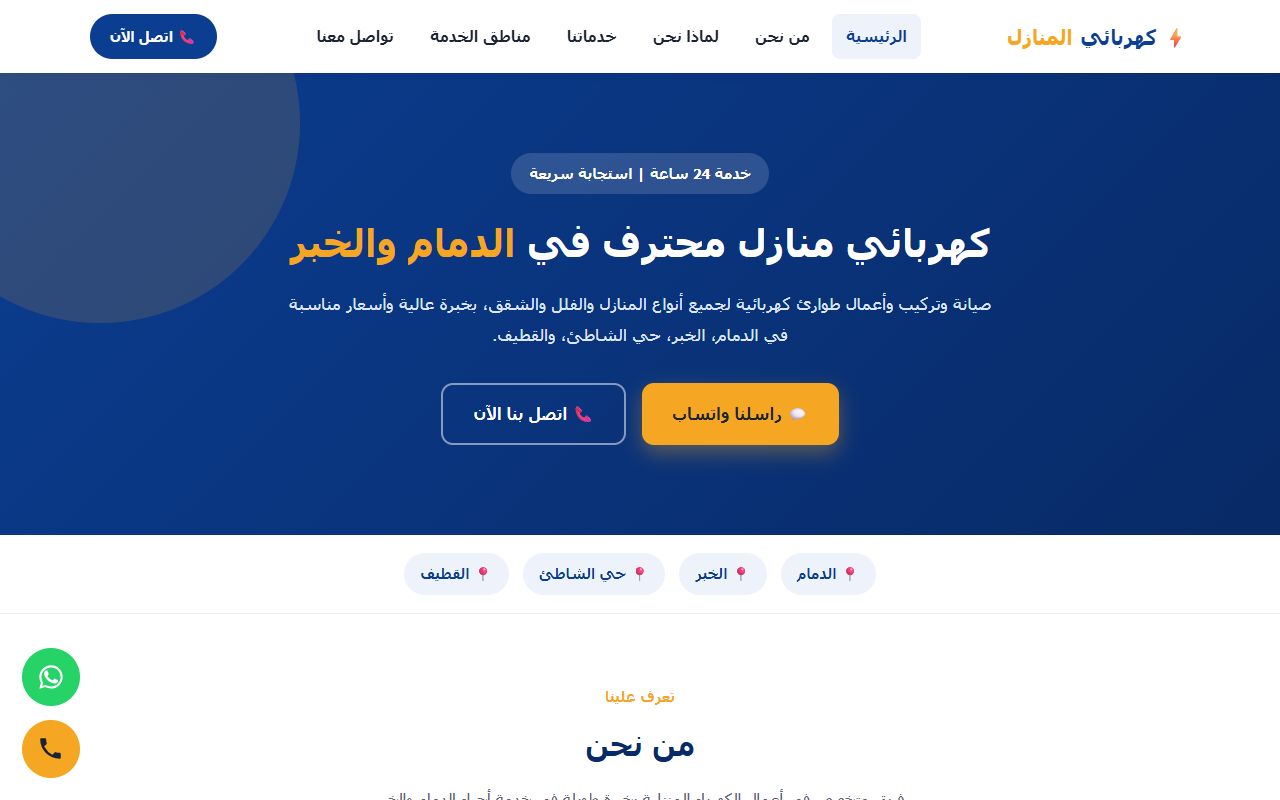 كهربائي المنازل
الرئيسية
من نحن
لماذا نحن
خدماتنا
مناطق الخدمة
تواصل معنا
اتصل الآن
خدمة 24 ساعة | استجابة سريعة
كهربائي منازل محترف في الدمام والخبر
صيانة وتركيب وأعمال طوارئ كهربائية لجميع أنواع المنازل والفلل والشقق، بخبرة عالية وأسعار مناسبة
في الدمام، الخبر، حي الشاطئ، والقطيف.
راسلنا واتساب
اتصل بنا الآن
الدمام
الخبر
حي الشاطئ
القطيف
تعرف علينا
من نحن